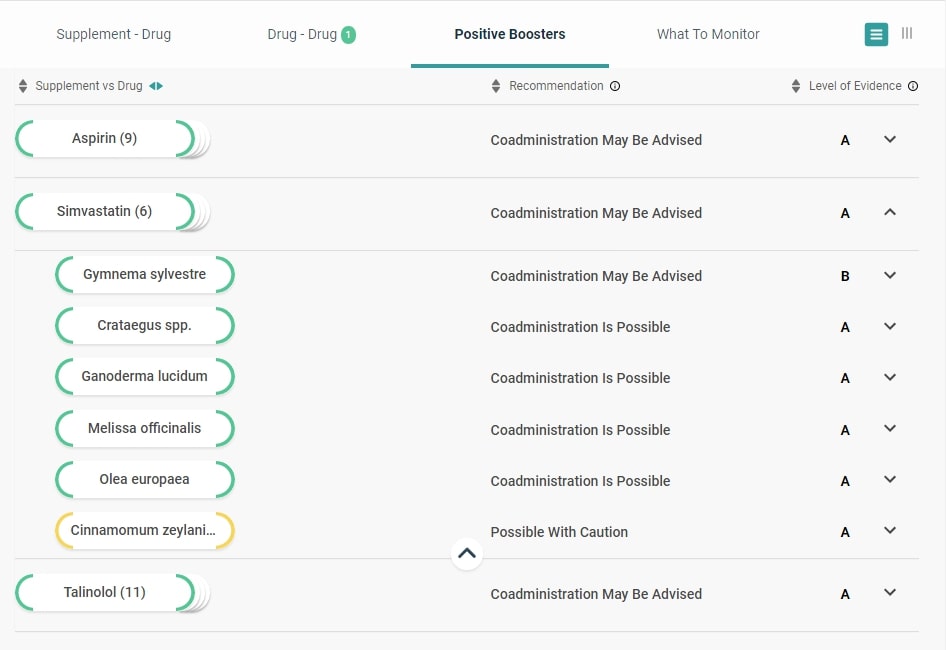 Supplement - Drug Drug - Drug 1 Positive Boosters What To Monitor
Supplement vs Drug Recommendation Level of Evidence
Aspirin (9) Coadministration May Be Advised A
Simvastatin (6) Coadministration May Be Advised A
Gymnema sylvestre Coadministration May Be Advised B
Crataegus spp. Coadministration Is Possible A
Ganoderma lucidum Coadministration Is Possible A
Melissa officinalis Coadministration Is Possible A
Olea europaea Coadministration Is Possible A
Cinnamomum zeylani... Possible With Caution A
Talinolol (11) Coadministration May Be Advised A